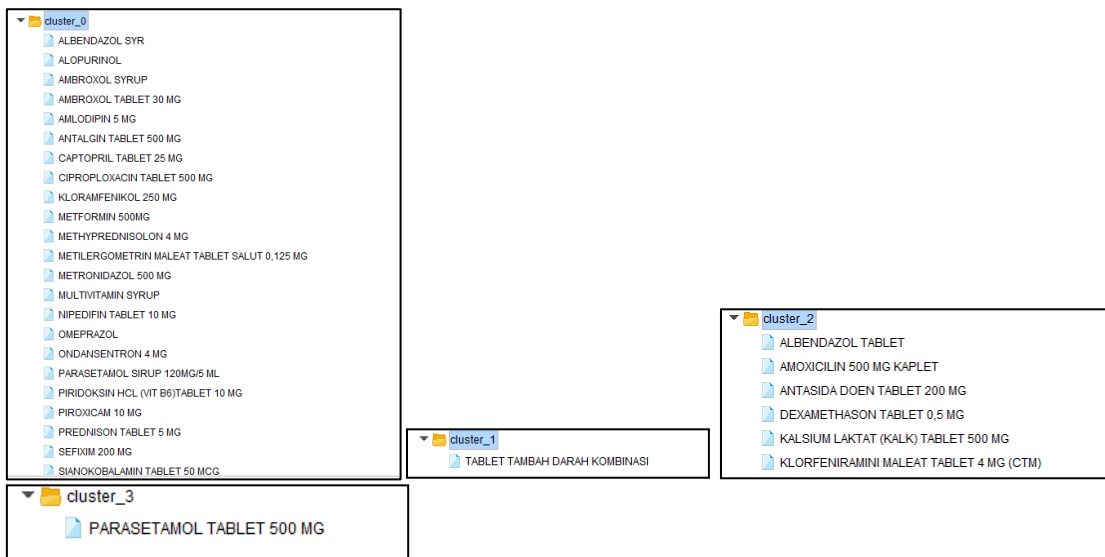 cluster_0
ALBENDAZOL SYR
ALOPURINOL
AMBROXOL SYRUP
AMBROXOL TABLET 30 MG
AMLODIPIN 5 MG
ANTALGIN TABLET 500 MG
CAPTOPRIL TABLET 25 MG
CIPROPLOXACIN TABLET 500 MG
KLORAMFENIKOL 250 MG
METFORMIN 500MG
METHYPREDNISOLON 4 MG
METILERGOMETRIN MALEAT TABLET SALUT 0,125 MG
METRONIDAZOL 500 MG
MULTIVITAMIN SYRUP
NIPEDIFIN TABLET 10 MG
OMEPRAZOL
ONDANSENTRON 4 MG
PARASETAMOL SIRUP 120MG/5 ML
PIRIDOKSIN HCL (VIT B6)TABLET 10 MG
PIROXICAM 10 MG
PREDNISON TABLET 5 MG
SEFIXIM 200 MG
SIANOKOBALAMIN TABLET 50 MCG
cluster_1
TABLET TAMBAH DARAH KOMBINASI
cluster_2
ALBENDAZOL TABLET
AMOXICILIN 500 MG KAPLET
ANTASIDA DOEN TABLET 200 MG
DEXAMETHASON TABLET 0,5 MG
KALSIUM LAKTAT (KALK) TABLET 500 MG
KLORFENIRAMINI MALEAT TABLET 4 MG (CTM)
cluster_3
PARASETAMOL TABLET 500 MG